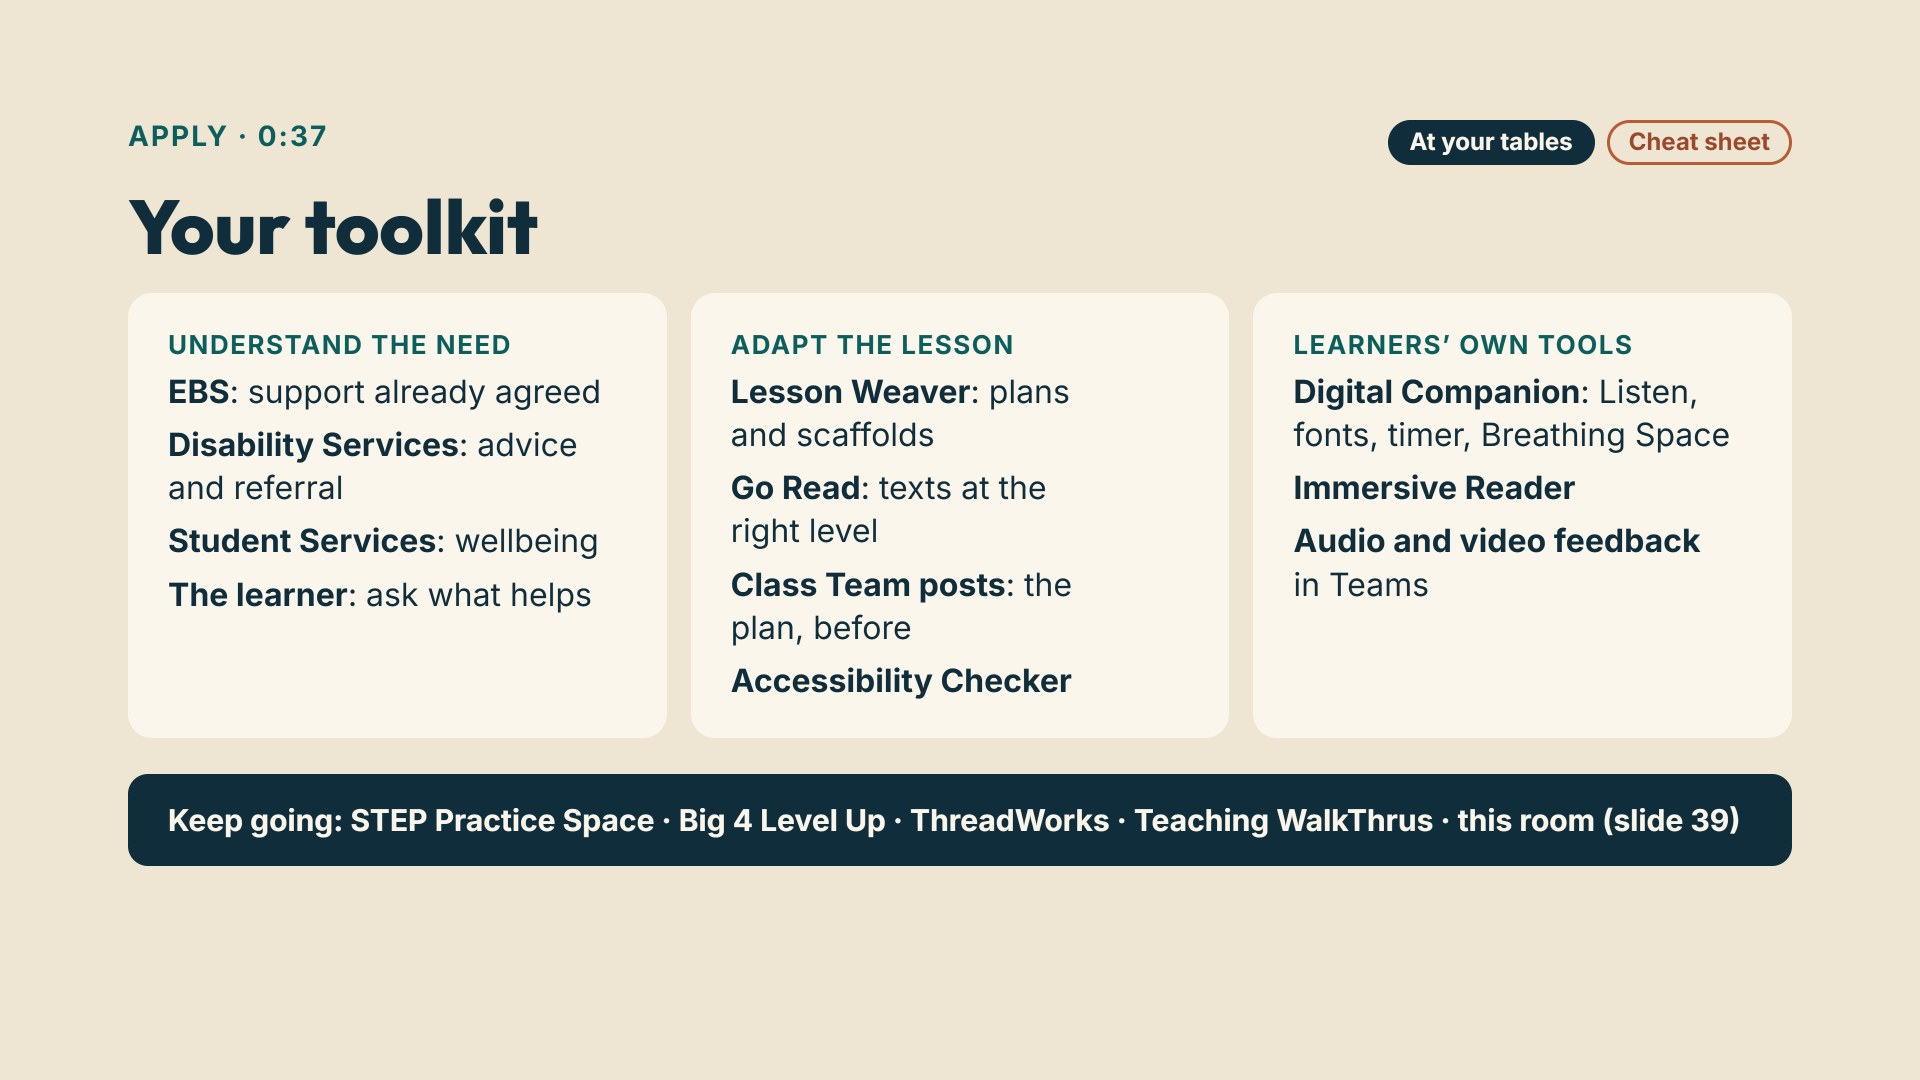 APPLY · 0:37
At your tables
Cheat sheet
Your toolkit
UNDERSTAND THE NEED
EBS: support already agreed
Disability Services: advice
and referral
Student Services: wellbeing
The learner: ask what helps
ADAPT THE LESSON
Lesson Weaver: plans
and scaffolds
Go Read: texts at the
right level
Class Team posts: the
plan, before
Accessibility Checker
LEARNERS’ OWN TOOLS
Digital Companion: Listen,
fonts, timer, Breathing Space
Immersive Reader
Audio and video feedback
in Teams
Keep going: STEP Practice Space · Big 4 Level Up · ThreadWorks · Teaching WalkThrus · this room (slide 39)